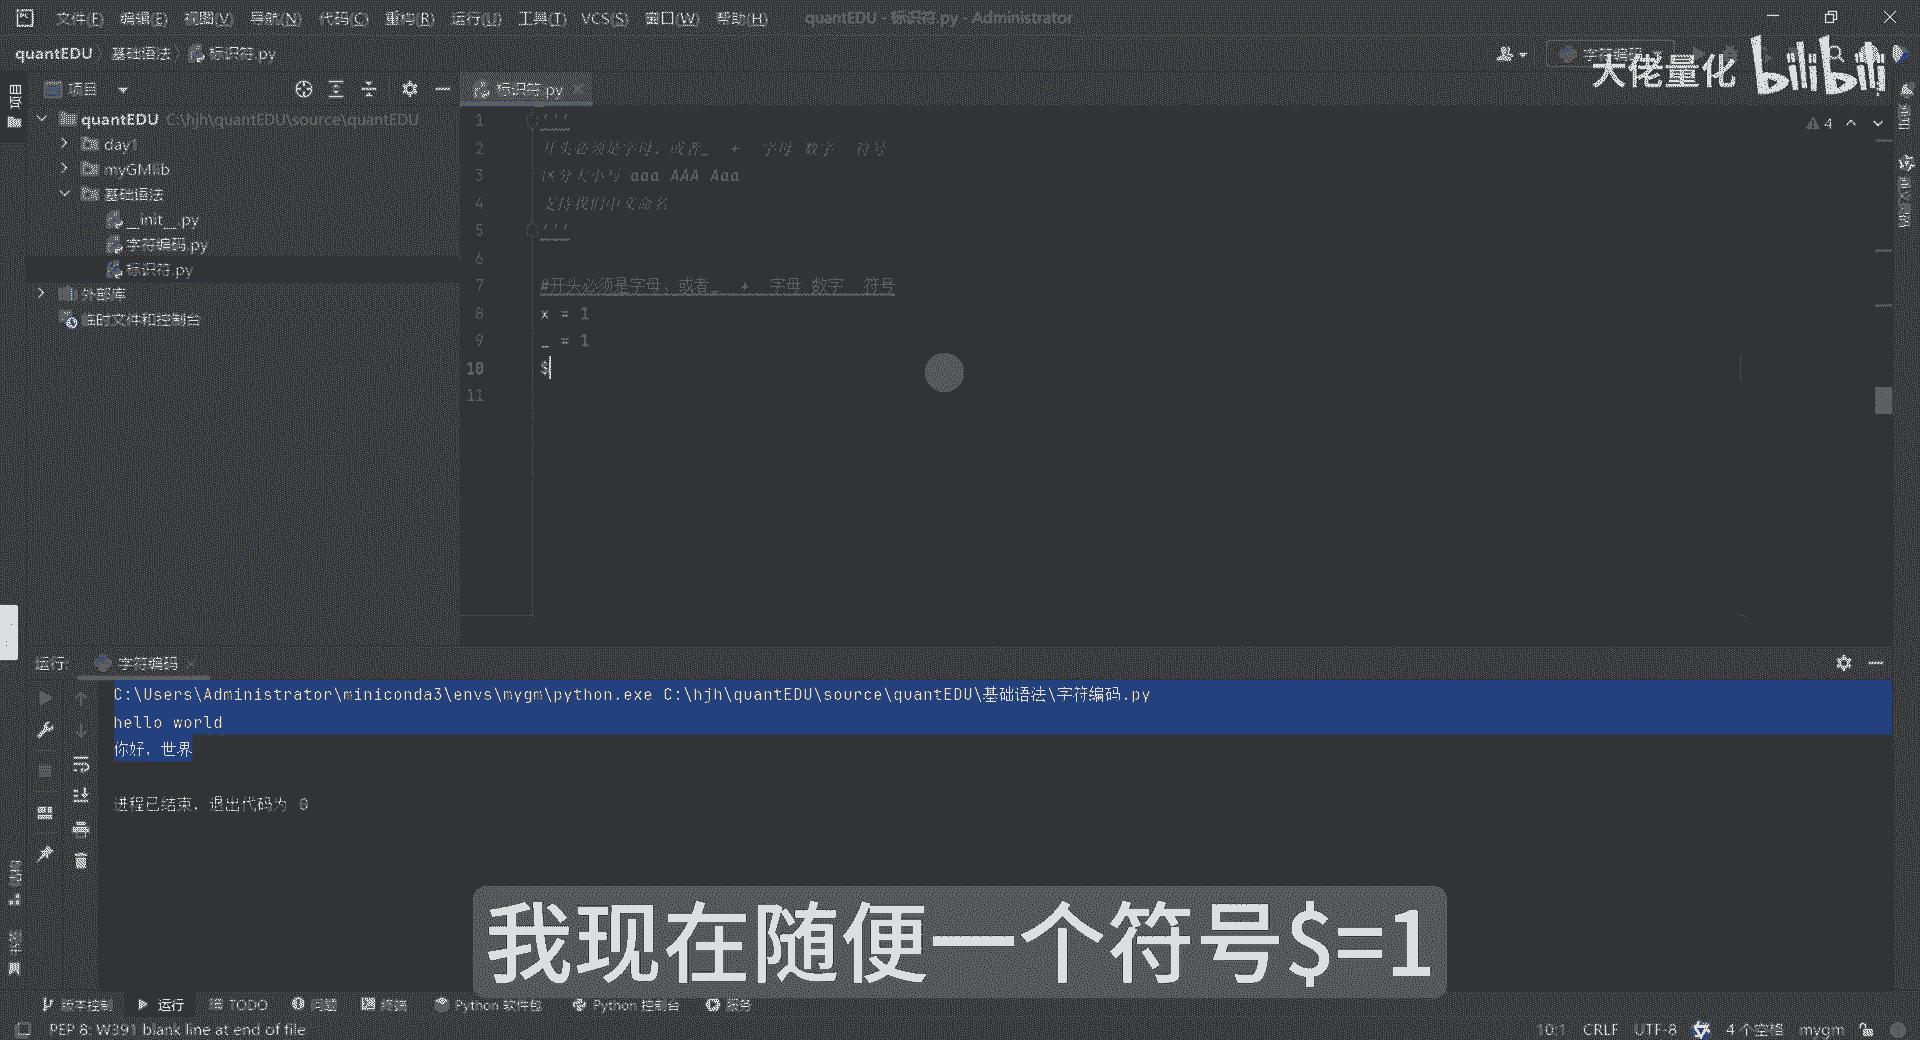 文件(F) 编辑(E) 视图(V) 导航(N) 代码(C) 重构(R) 运行(U) 工具(T) VCS(S) 窗口(W) 帮助(H) quantEDU - 标识符.py - Administrator
quantEDU 基础语法 标识符.py 字符编码
大佬量化 bilibili
项目 标识符.py
quantEDU C:\hjh\quantEDU\source\quantEDU
day1
myGMlib
基础语法
__init__.py
字符编码.py
标识符.py
外部库
临时文件和控制台
4
1 '''
2 开头必须是字母、或者_ + 字母 数字 符号
3 区分大小写 aaa AAA Aaa
4 支持我们中文命名
5 '''
6
7 #开头必须是字母、或者_ + 字母 数字 符号
8 x = 1
9 _ = 1
10 $
11
运行: 字符编码
C:\Users\Administrator\miniconda3\envs\mygm\python.exe C:\hjh\quantEDU\source\quantEDU\基础语法\字符编码.py
hello world
你好，世界
进程已结束，退出代码为 0
我现在随便一个符号$=1
版本控制 运行 TODO 问题 终端 Python 软件包 Python 控制台 服务
PEP 8: W391 blank line at end of file 10:1 CRLF UTF-8 4 个空格 mygm